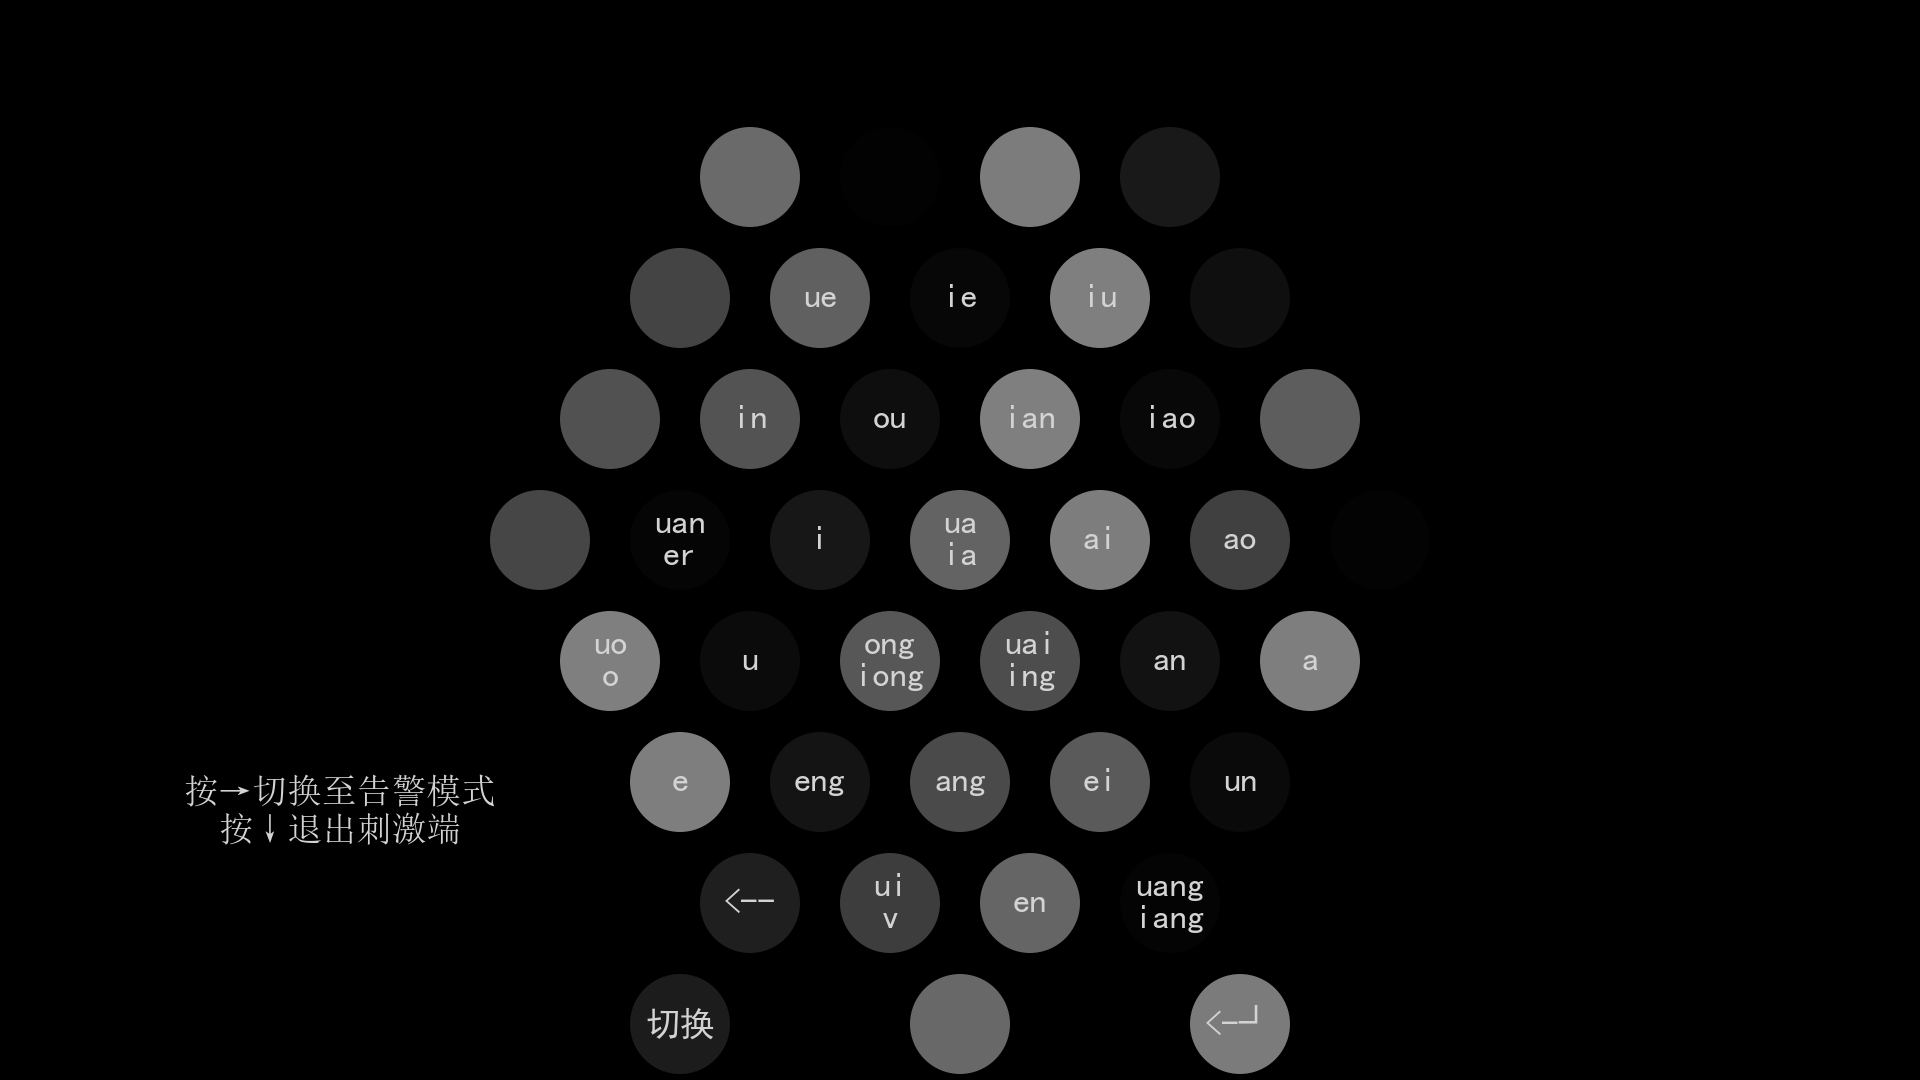 ue ie iu
in ou ian iao
uan
er
i
ua
ia
ai
ao
uo
o
u
ong
iong
uai
ing
an
a
e eng ang ei un
按→切换至告警模式
按↓退出刺激端
<--
ui
v
en
uang
iang
切换
<-┘